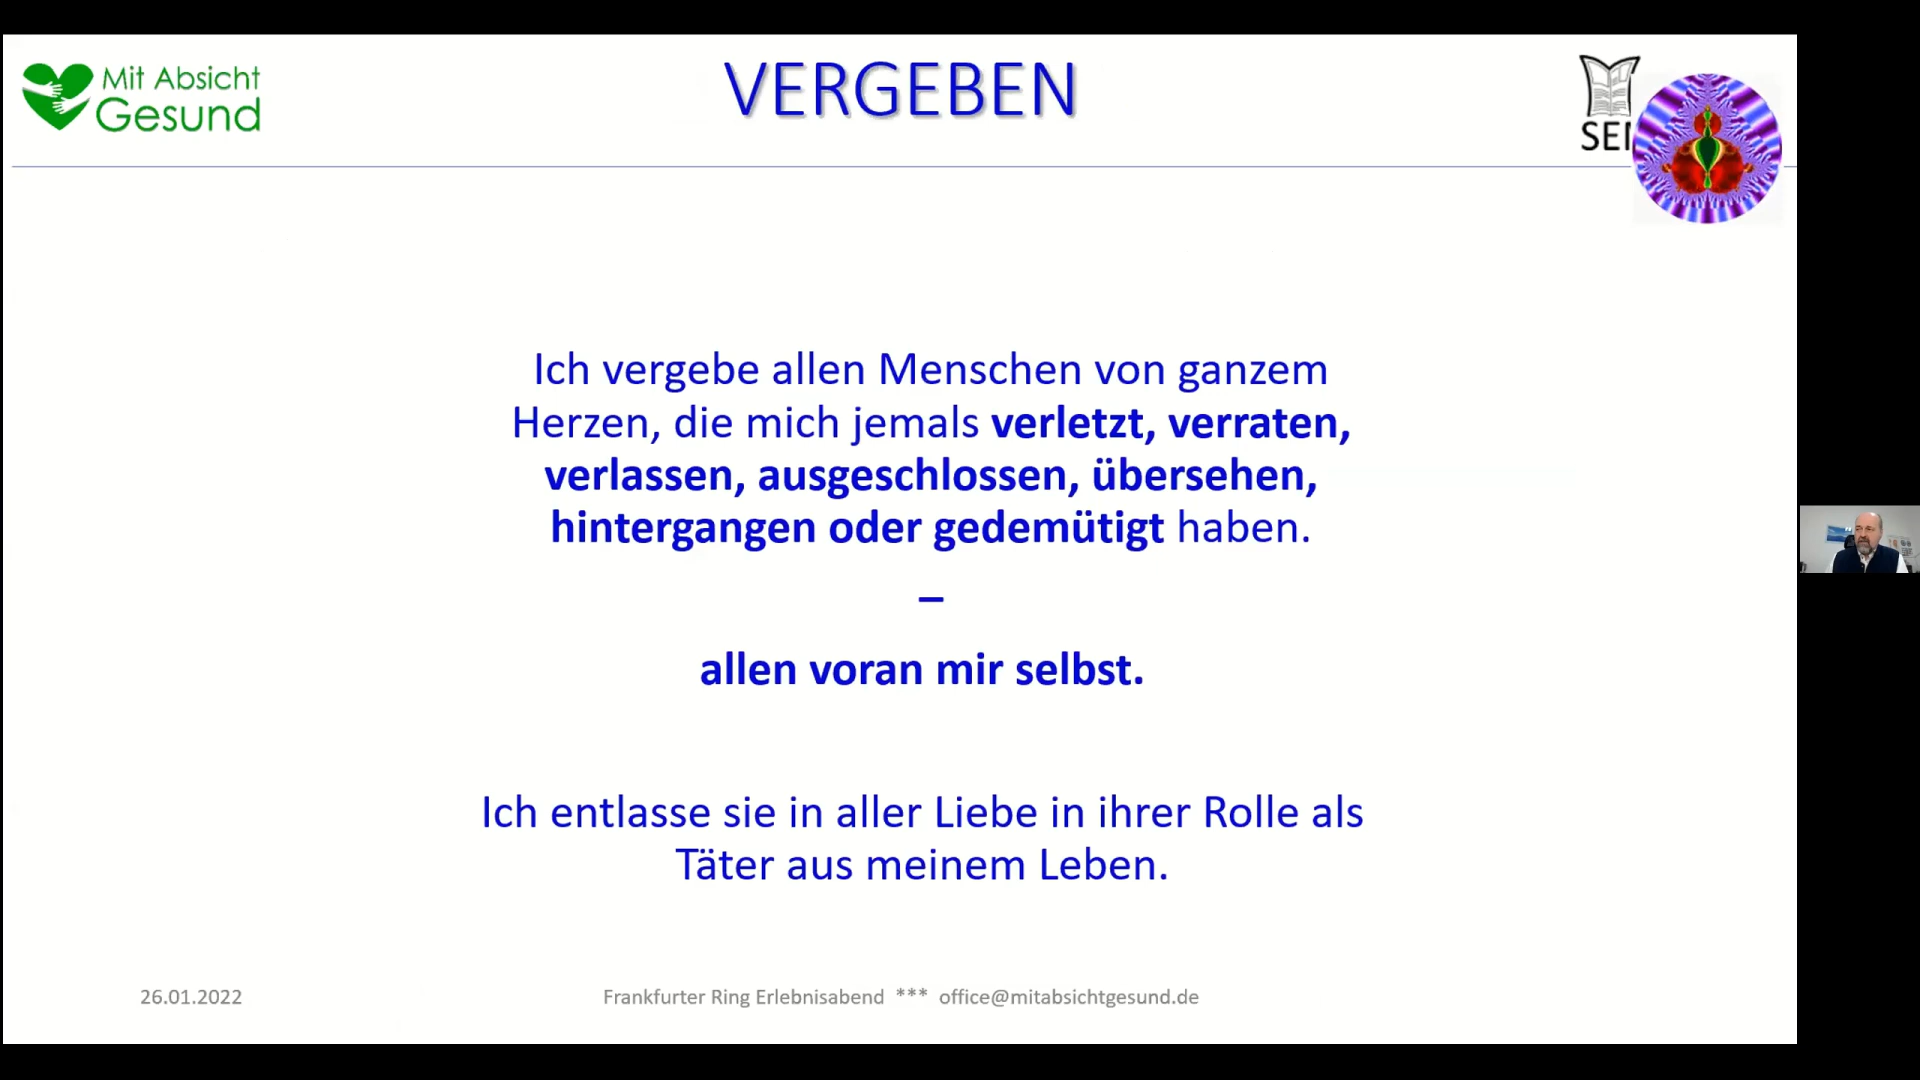 Mit Absicht
Gesund
VERGEBEN
Ich vergebe allen Menschen von ganzem
Herzen, die mich jemals verletzt, verraten,
verlassen, ausgeschlossen, übersehen,
hintergangen oder gedemütigt haben.
–
allen voran mir selbst.
Ich entlasse sie in aller Liebe in ihrer Rolle als
Täter aus meinem Leben.
26.01.2022
Frankfurter Ring Erlebnisabend *** office@mitabsichtgesund.de